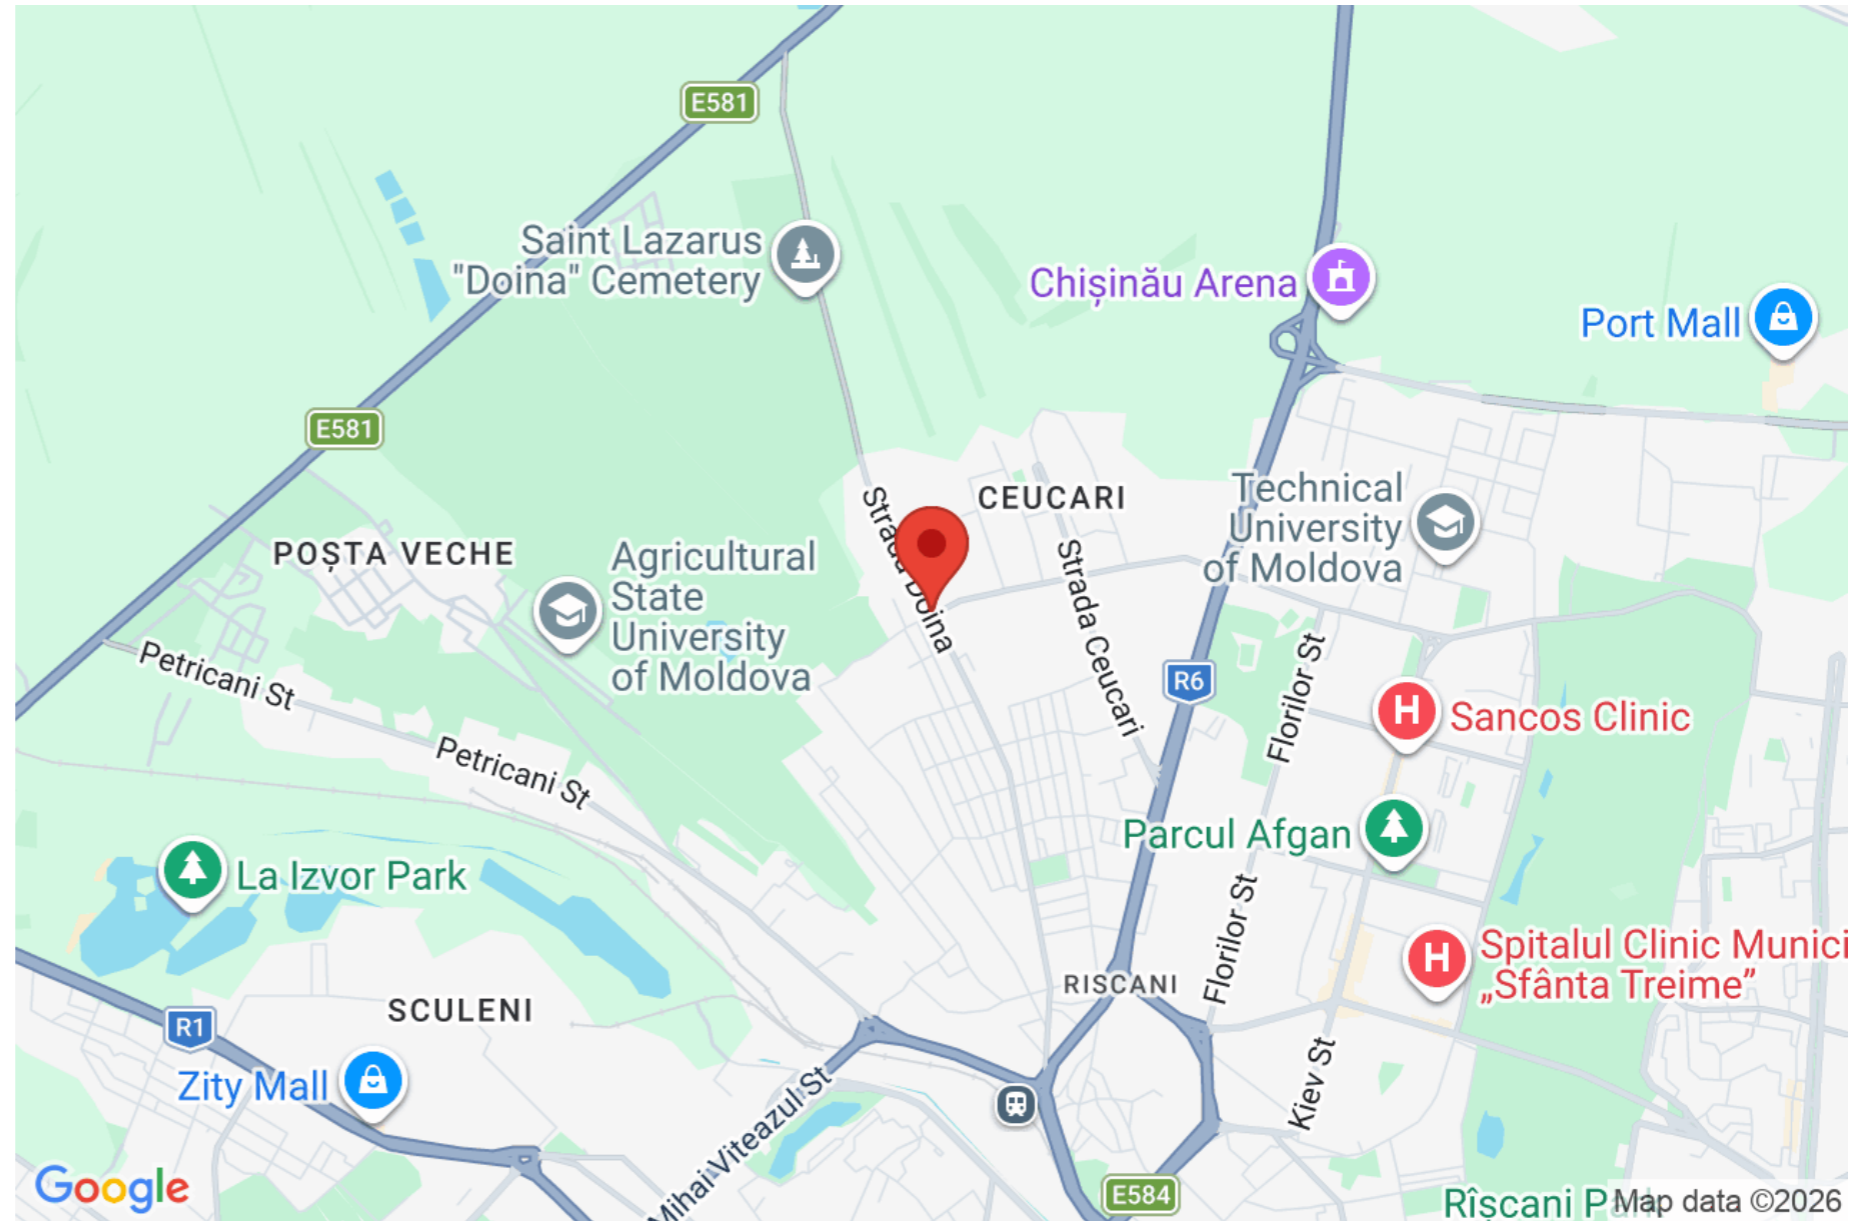 E581
Saint Lazarus
"Doina" Cemetery
Chișinău Arena
Port Mall
E581
CEUCARI
Technical
University
of Moldova
Strada Doina
POȘTA VECHE
Agricultural
State
University
of Moldova
Strada Ceucari
Petricani St
R6
Florilor St
Sancos Clinic
Petricani St
Parcul Afgan
La Izvor Park
Florilor St
Spitalul Clinic Munici
„Sfânta Treime”
RISCANI
SCULENI
R1
Zity Mall
Kiev St
Mihai Viteazul St
E584
Google
Rîșcani
Map data ©2026